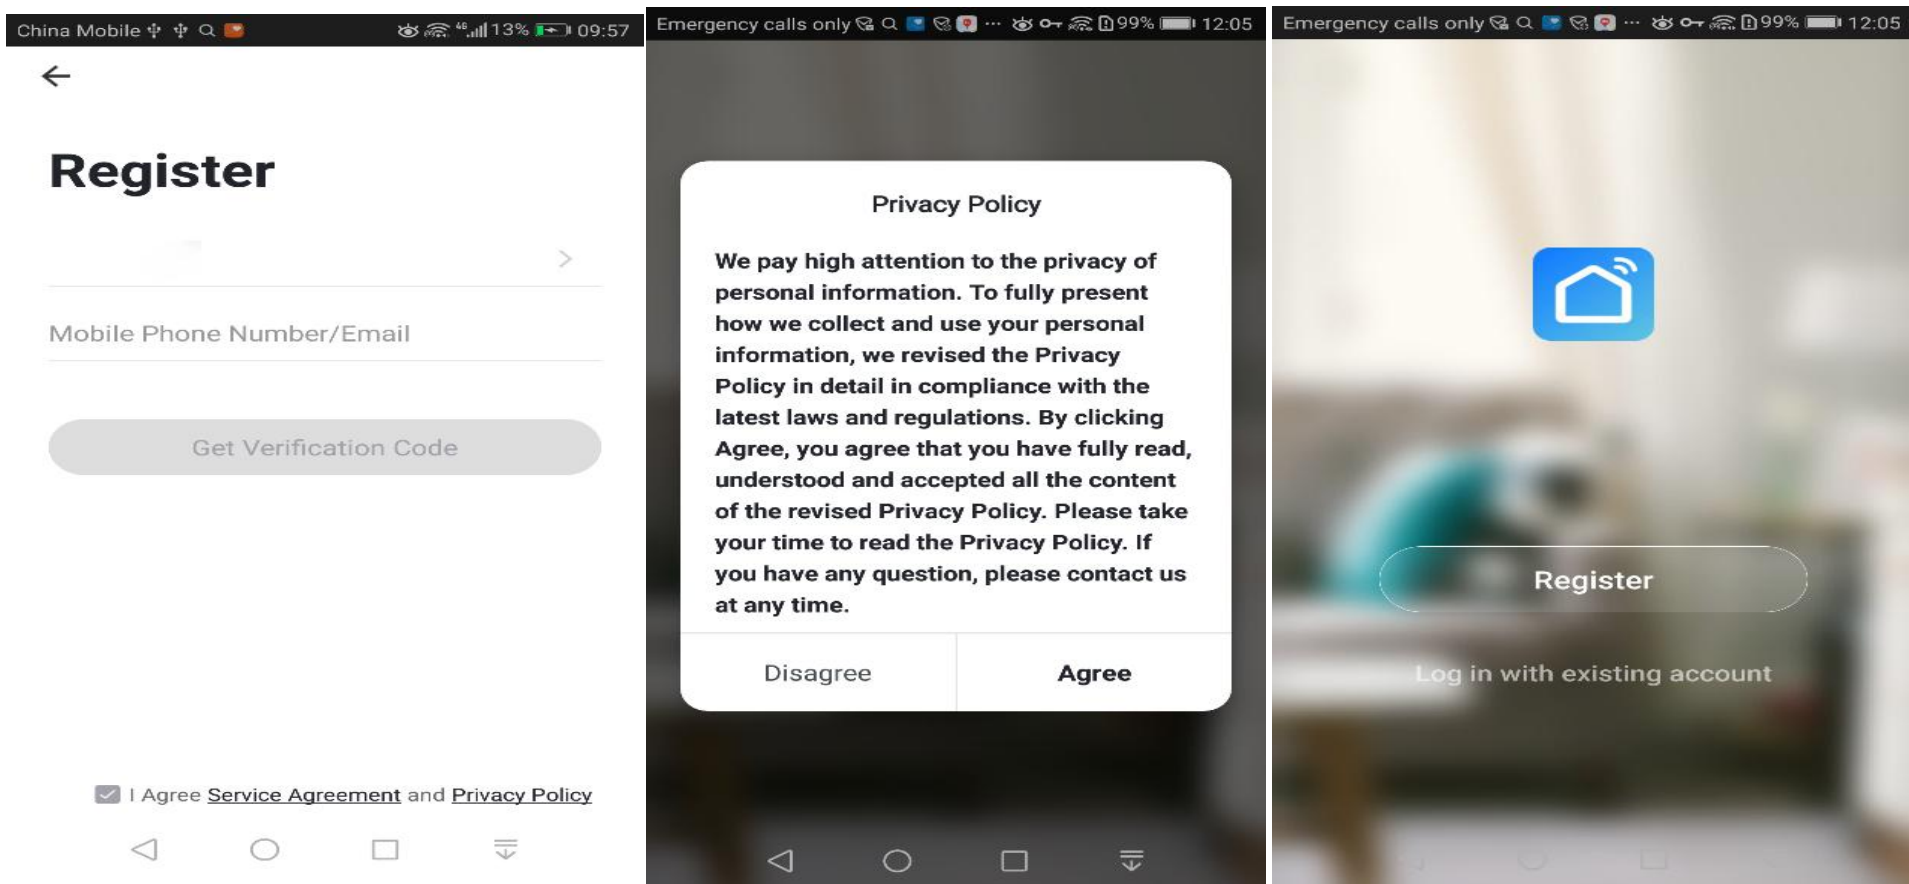 China Mobile
4G 13% 09:57
Register
Mobile Phone Number/Email
Get Verification Code
I Agree Service Agreement and Privacy Policy
Emergency calls only
99% 12:05
Privacy Policy
We pay high attention to the privacy of
personal information. To fully present
how we collect and use your personal
information, we revised the Privacy
Policy in detail in compliance with the
latest laws and regulations. By clicking
Agree, you agree that you have fully read,
understood and accepted all the content
of the revised Privacy Policy. Please take
your time to read the Privacy Policy. If
you have any question, please contact us
at any time.
Disagree
Agree
Emergency calls only
99% 12:05
Register
Log in with existing account